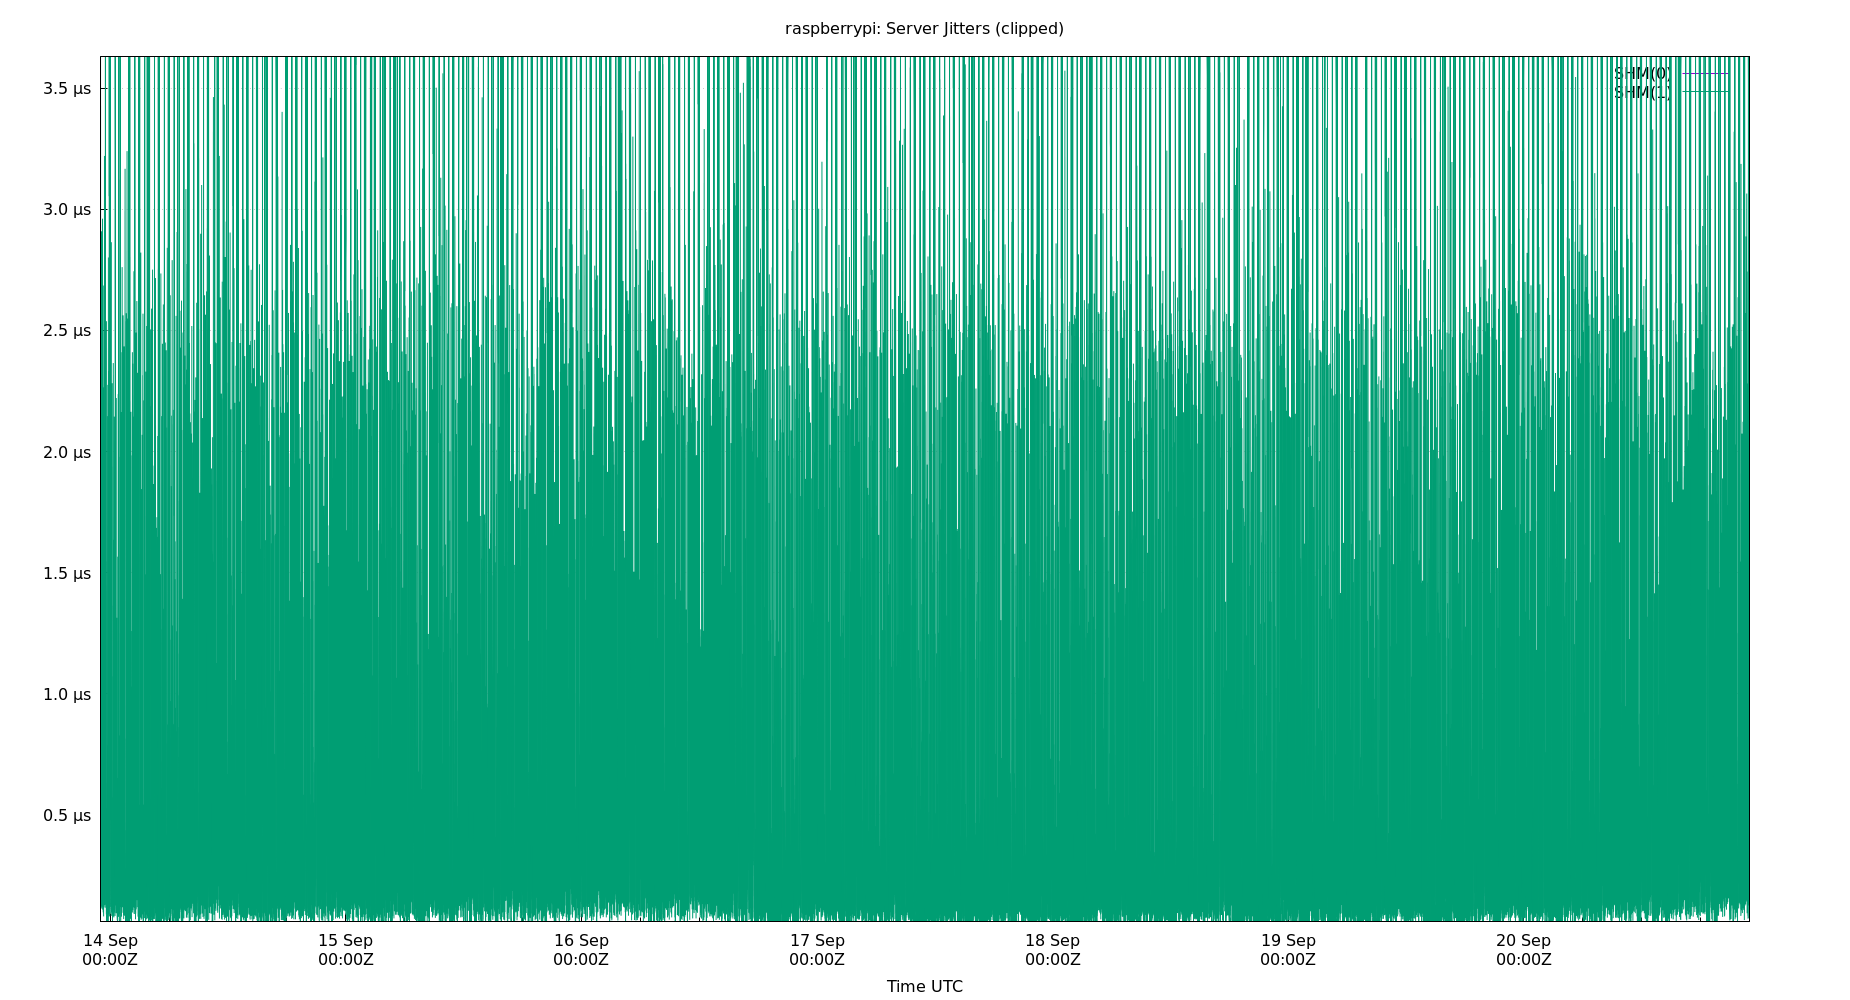 raspberrypi: Server Jitters (clipped)
SHM(0)
SHM(1)
3.5 µs
3.0 µs
2.5 µs
2.0 µs
1.5 µs
1.0 µs
0.5 µs
14 Sep 15 Sep 16 Sep 17 Sep 18 Sep 19 Sep 20 Sep
00:00Z 00:00Z 00:00Z 00:00Z 00:00Z 00:00Z 00:00Z
Time UTC